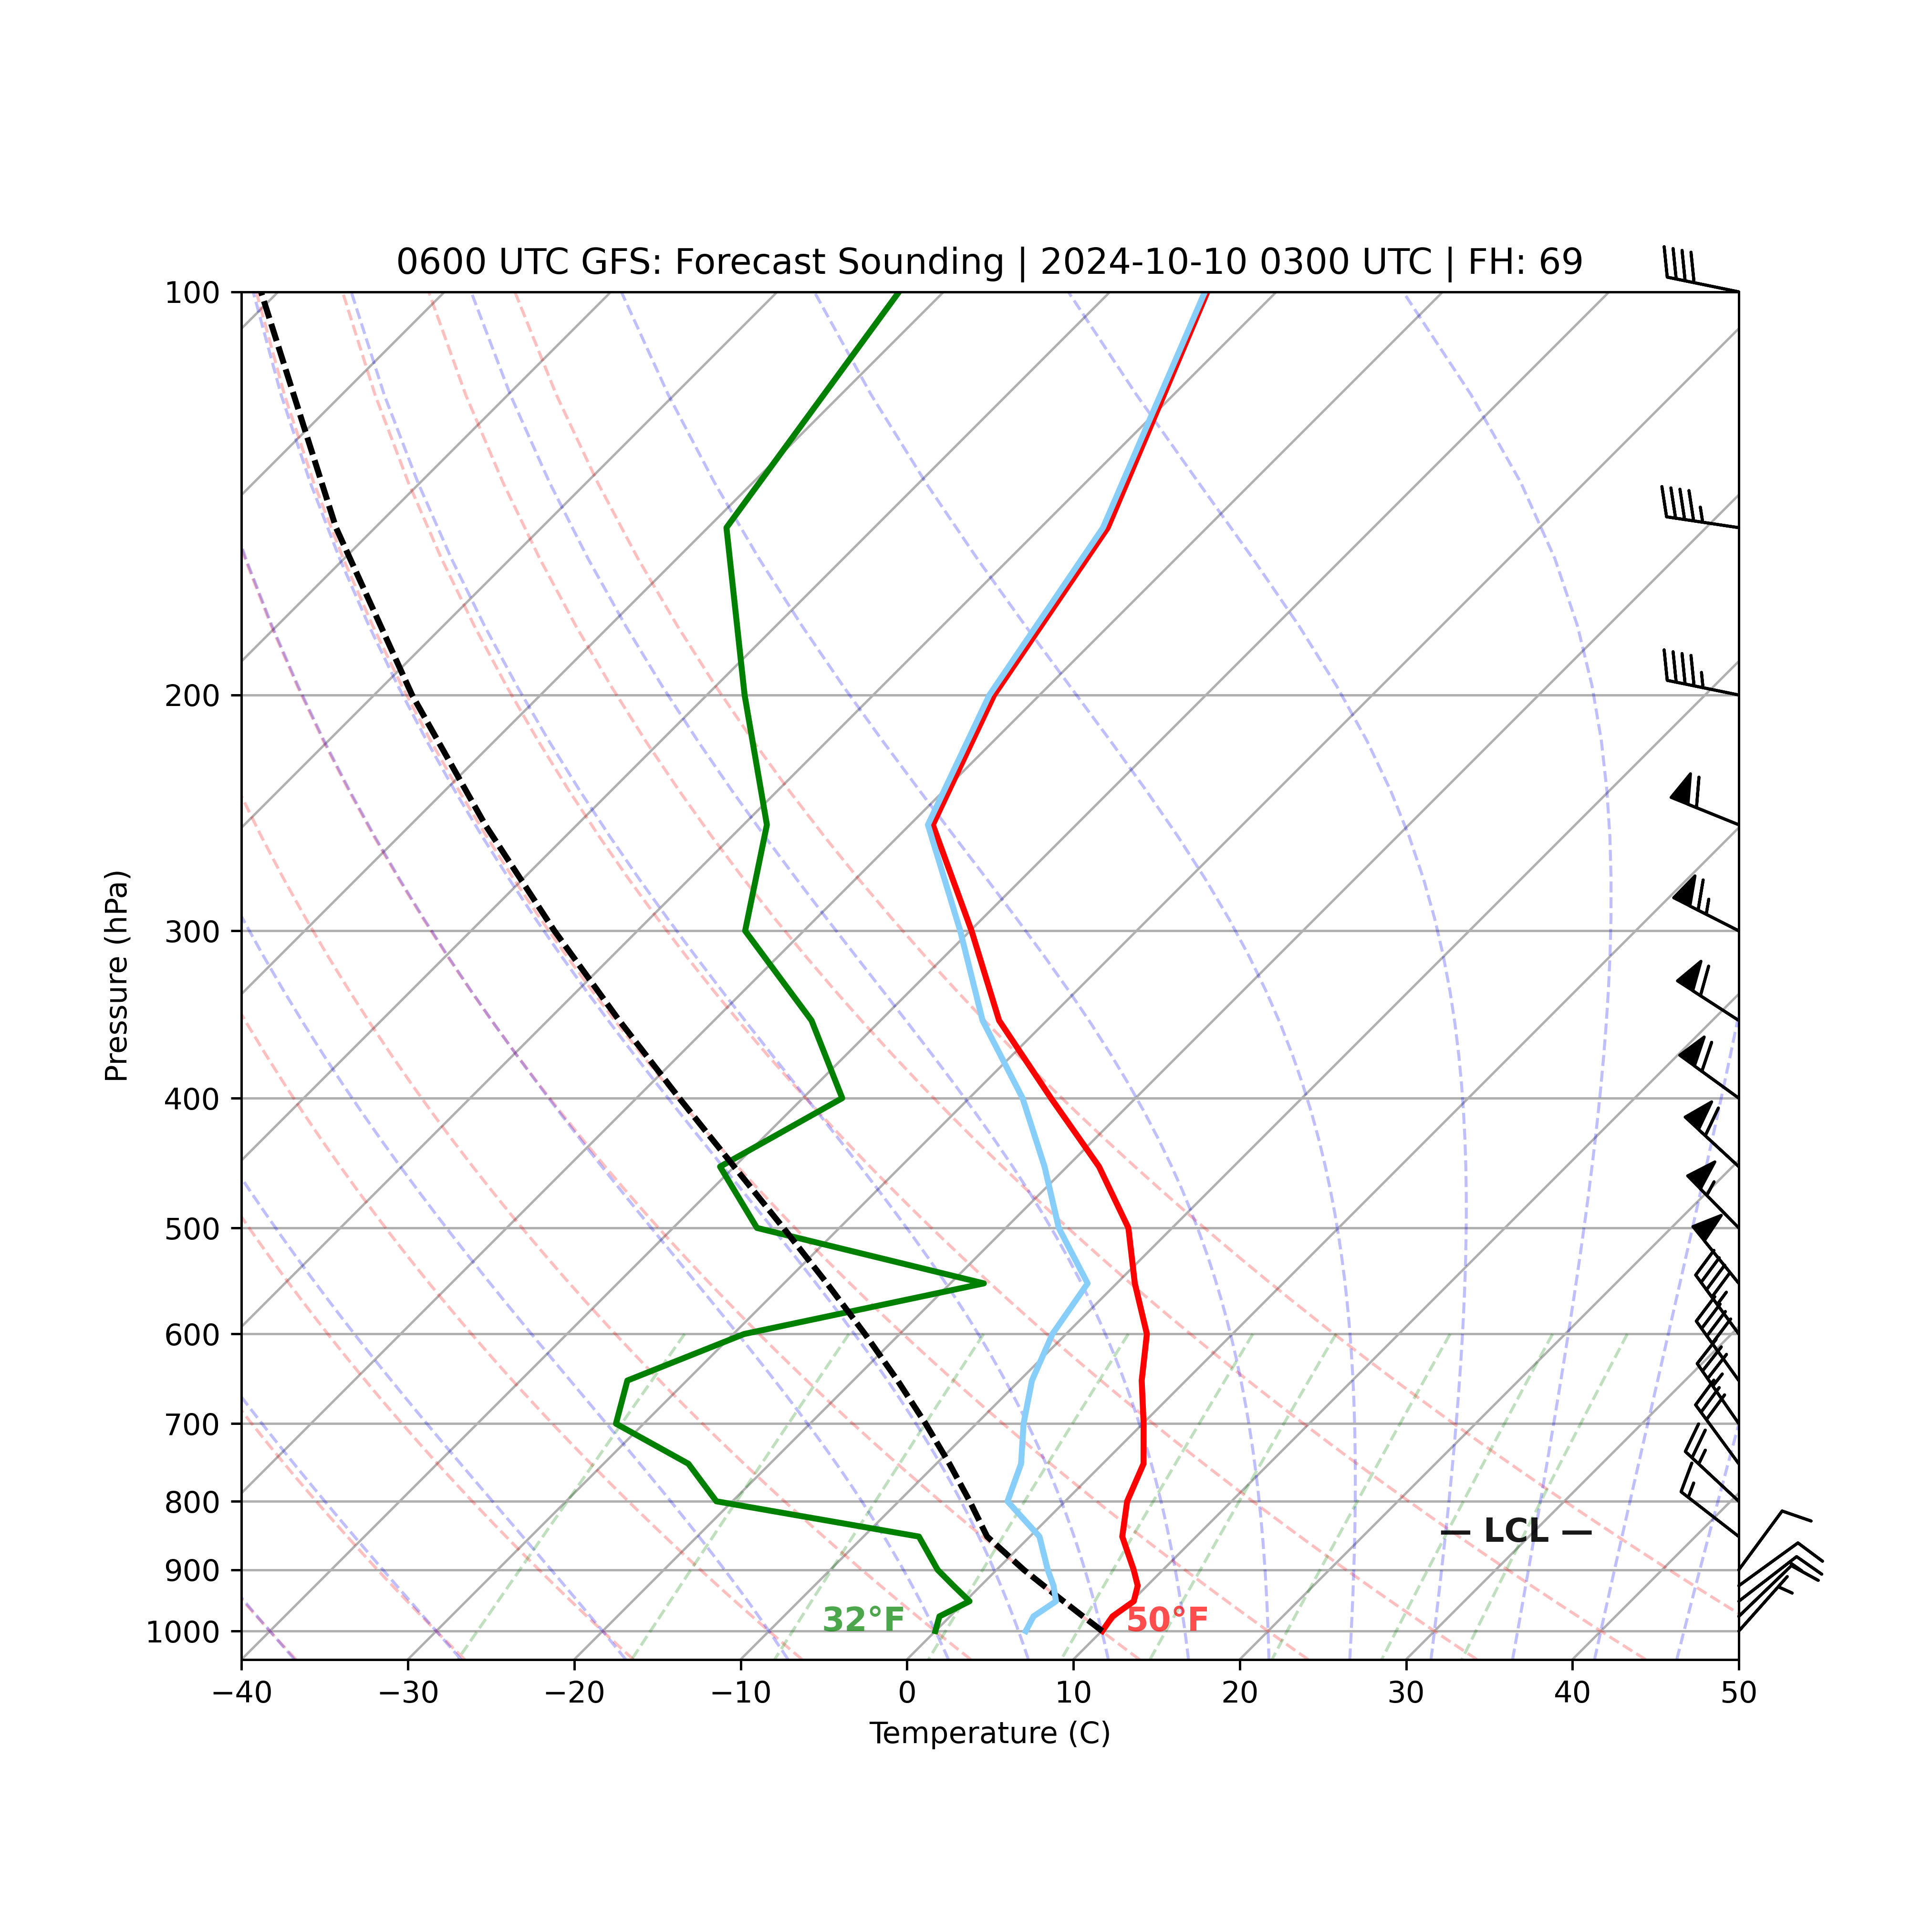 0600 UTC GFS: Forecast Sounding | 2024-10-10 0300 UTC | FH: 69
100
200
300
400
500
600
700
800
900
1000
Pressure (hPa)
— LCL —
32°F
50°F
−40 −30 −20 −10 0 10 20 30 40 50
Temperature (C)